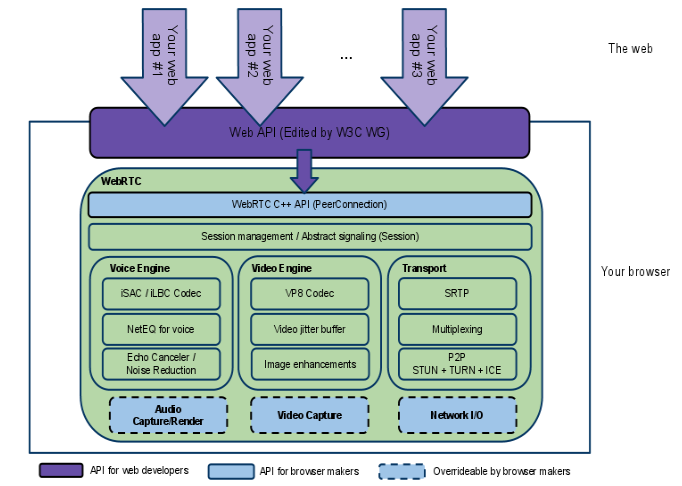 Your web
app #1
Your web
app #2
...
Your web
app #3
The web
Web API (Edited by W3C WG)
WebRTC
WebRTC C++ API (PeerConnection)
Session management / Abstract signaling (Session)
Your browser
Voice Engine
iSAC / iLBC Codec
NetEQ for voice
Echo Canceler /
Noise Reduction
Video Engine
VP8 Codec
Video jitter buffer
Image enhancements
Transport
SRTP
Multiplexing
P2P
STUN + TURN + ICE
Audio
Capture/Render
Video Capture
Network I/O
API for web developers
API for browser makers
Overrideable by browser makers